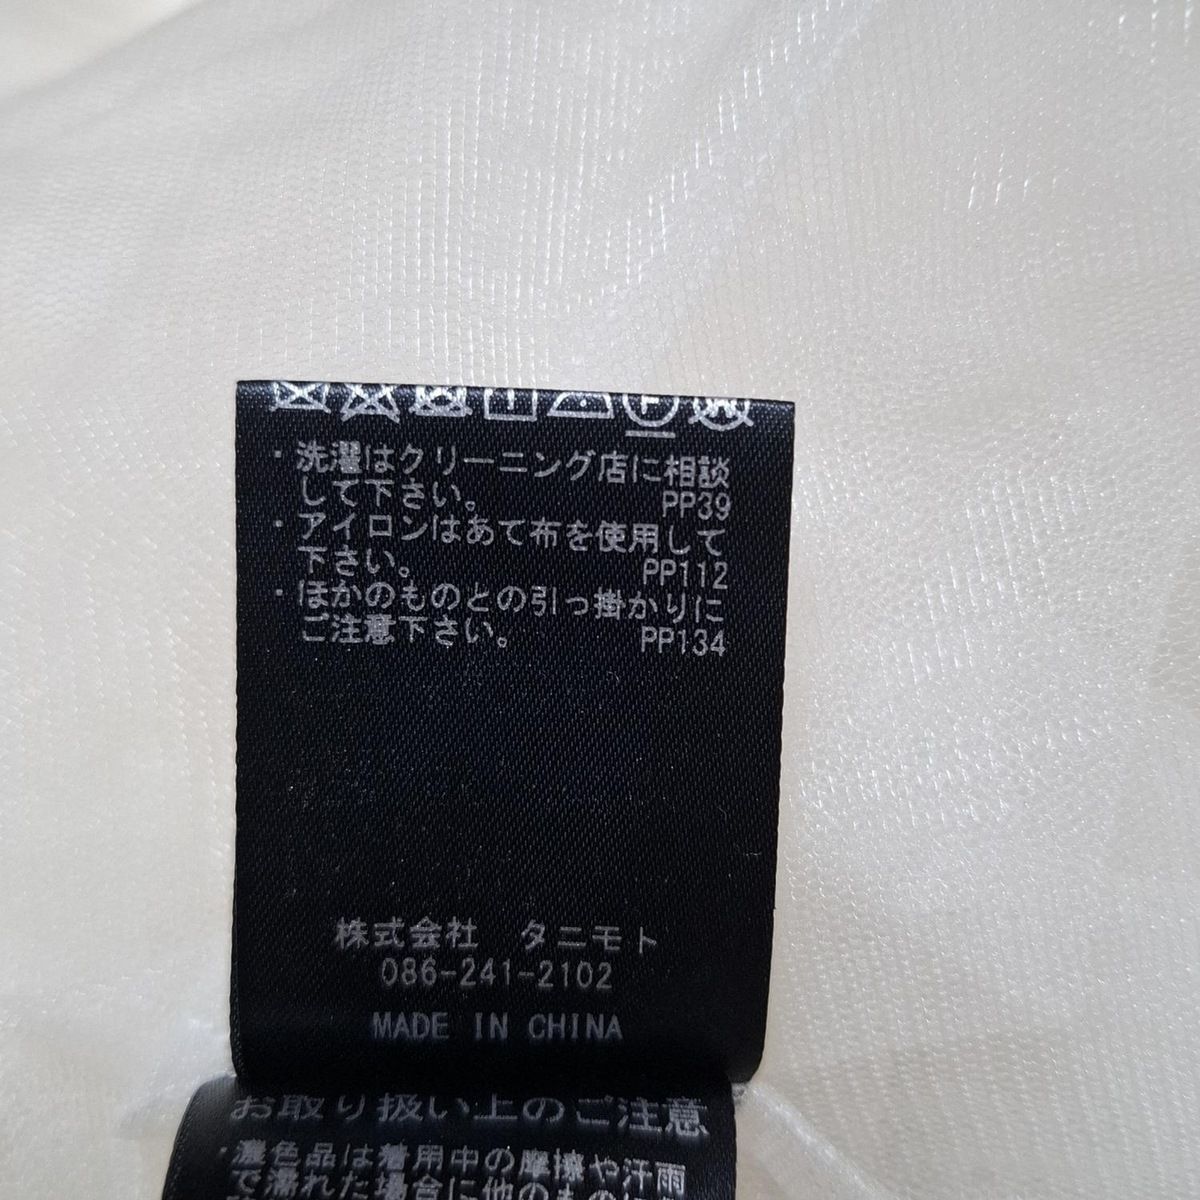 ・洗濯はクリーニング店に相談
して下さい。 PP39
・アイロンはあて布を使用して
下さい。 PP112
・ほかのものとの引っ掛かりに
ご注意下さい。 PP134
株式会社 タニモト
086-241-2102
MADE IN CHINA
お取り扱い上のご注意
・濃色品は着用中の摩擦や汗雨
で濡れた場合に他のものに